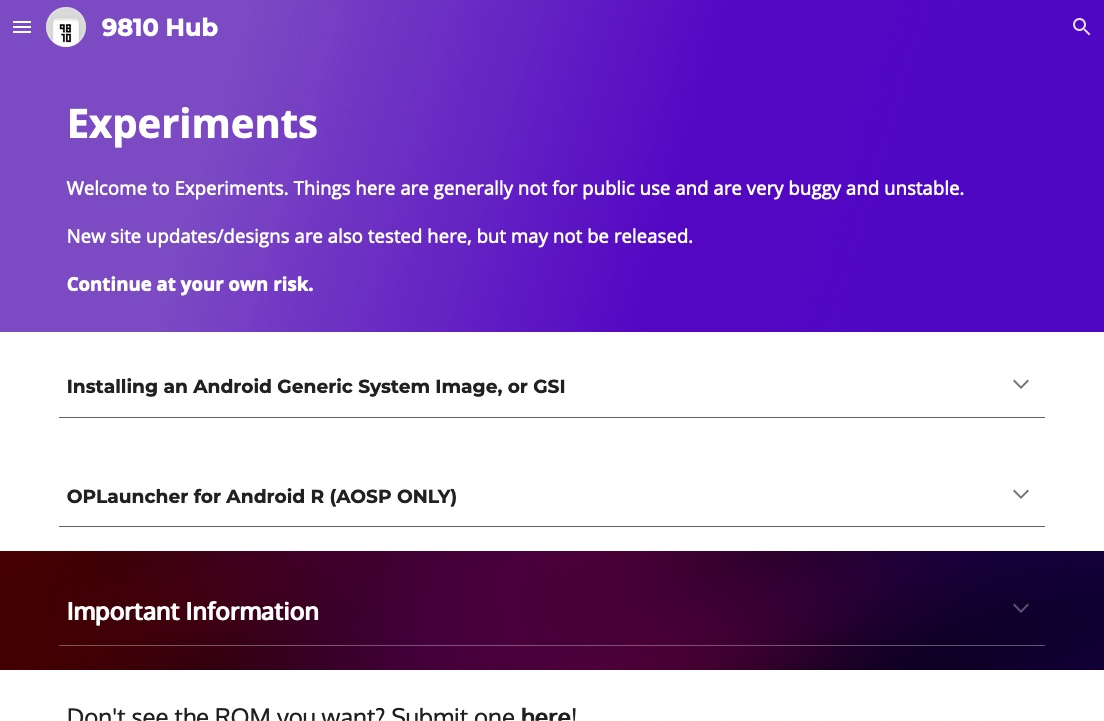 98
10
9810 Hub
Experiments
Welcome to Experiments. Things here are generally not for public use and are very buggy and unstable.
New site updates/designs are also tested here, but may not be released.
Continue at your own risk.
Installing an Android Generic System Image, or GSI
OPLauncher for Android R (AOSP ONLY)
Important Information
Don't see the ROM you want? Submit one here!